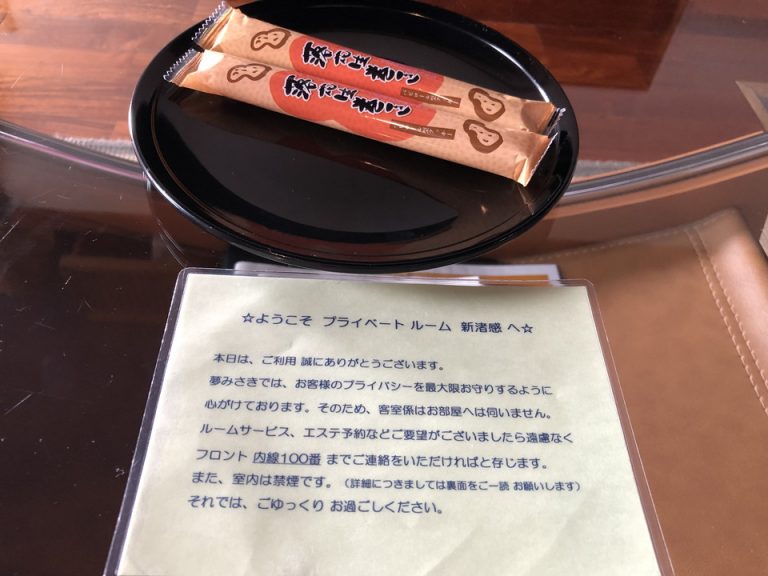 ☆ようこそ プライベート ルーム 新渚感 へ☆
本日は、ご利用 誠にありがとうございます。
夢みさきでは、お客様のプライバシーを最大限お守りするように
心がけております。そのため、客室係はお部屋へは伺いません。
ルームサービス、エステ予約などご要望がございましたら遠慮なく
フロント 内線100番 までご連絡をいただければと存じます。
また、室内は禁煙です。（詳細につきましては裏面をご一読 お願いします）
それでは、ごゆっくり お過ごしください。